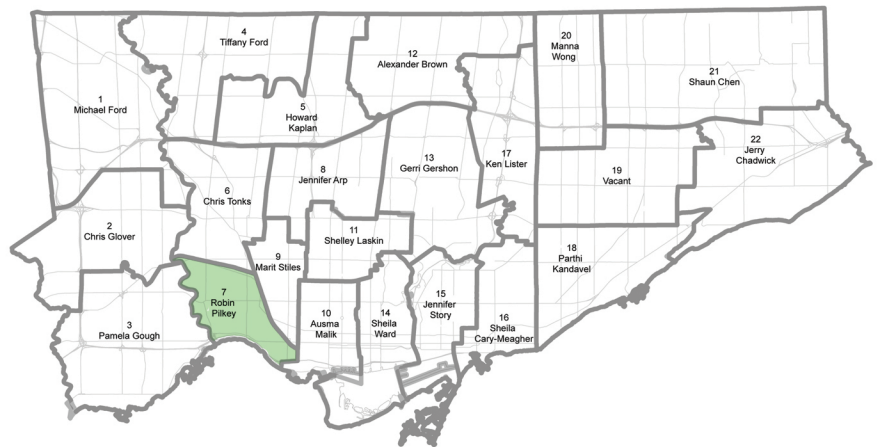 1
Michael Ford
2
Chris Glover
3
Pamela Gough
4
Tiffany Ford
5
Howard
Kaplan
6
Chris Tonks
7
Robin
Pilkey
8
Jennifer Arp
9
Marit Stiles
10
Ausma
Malik
11
Shelley Laskin
12
Alexander Brown
13
Gerri Gershon
14
Sheila
Ward
15
Jennifer
Story
16
Sheila
Cary-Meagher
17
Ken Lister
18
Parthi
Kandavel
19
Vacant
20
Manna
Wong
21
Shaun Chen
22
Jerry
Chadwick